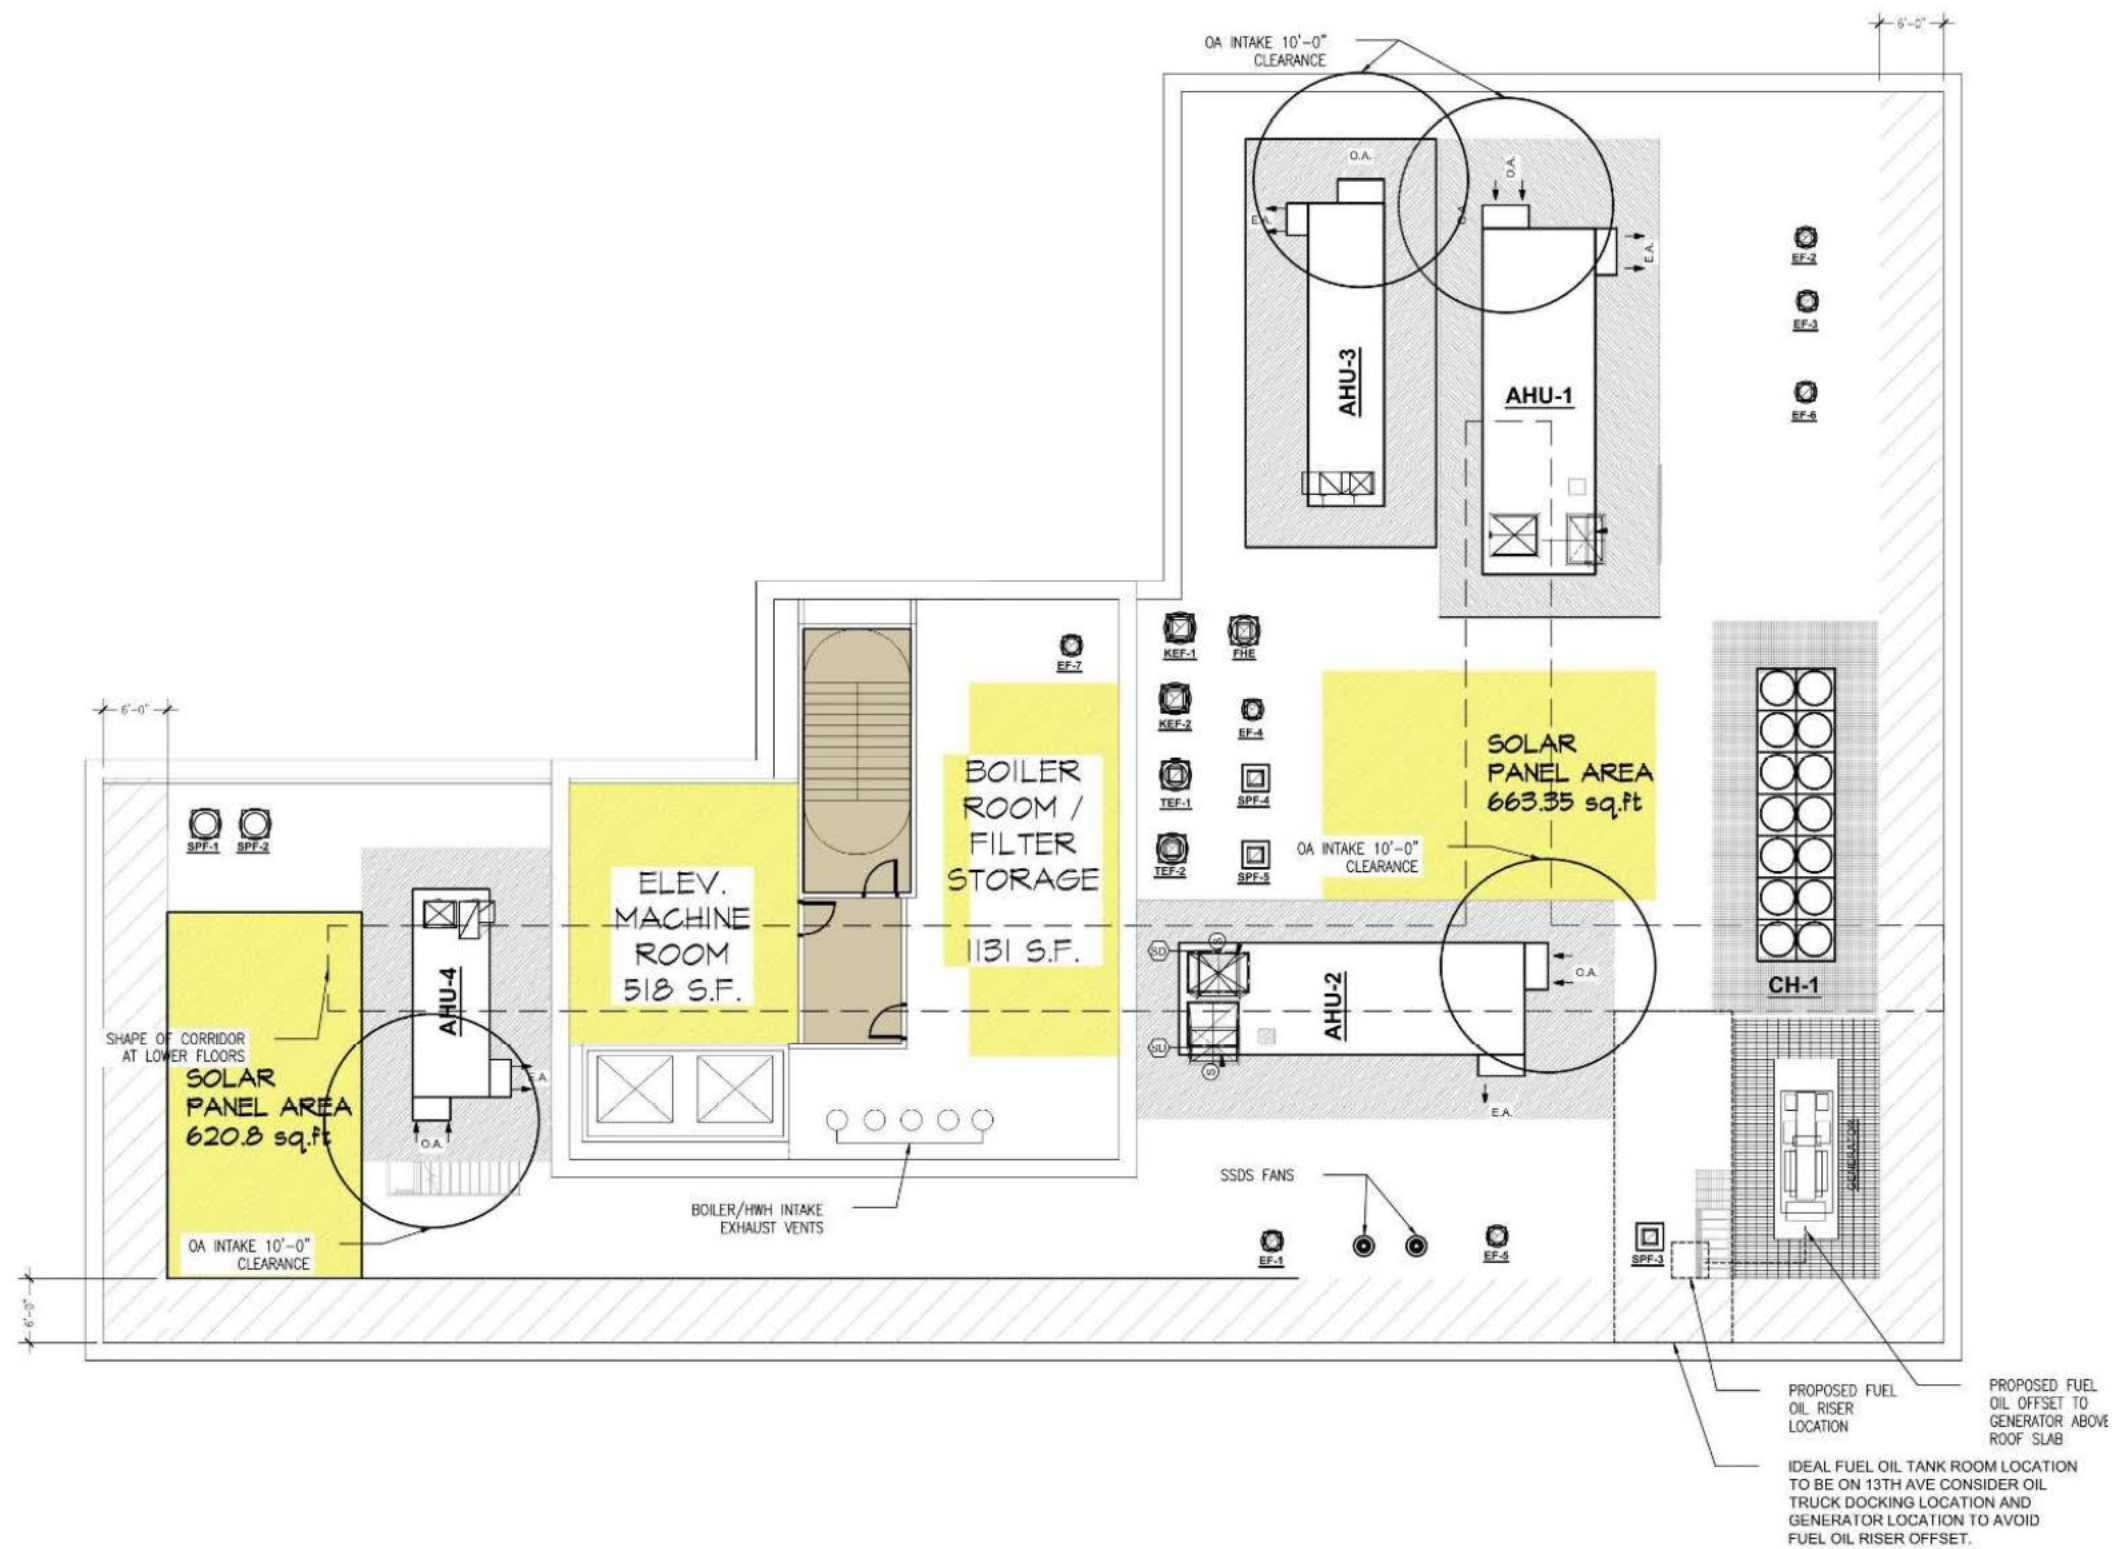 6'-0"
OA INTAKE 10'-0"
CLEARANCE
O.A.
O.A.
E.A.
O.A.
E.A.
EF-2
EF-3
EF-6
AHU-3
AHU-1
EF-7
KEF-1
FHE
KEF-2
EF-4
TEF-1
SPF-4
TEF-2
SPF-5
SOLAR
PANEL AREA
663.35 sq.ft
OA INTAKE 10'-0"
CLEARANCE
6'-0"
SPF-1
SPF-2
BOILER
ROOM /
FILTER
STORAGE
1131 S.F.
ELEV.
MACHINE
ROOM
518 S.F.
SD
S
AHU-2
O.A.
SD
S
E.A.
CH-1
AHU-4
SHAPE OF CORRIDOR
AT LOWER FLOORS
SOLAR
PANEL AREA
620.8 sq.ft
E.A.
O.A.
OA INTAKE 10'-0"
CLEARANCE
GENERATOR
BOILER/HWH INTAKE
EXHAUST VENTS
SSDS FANS
EF-1
EF-5
SPF-3
6'-0"
PROPOSED FUEL
OIL RISER
LOCATION
PROPOSED FUEL
OIL OFFSET TO
GENERATOR ABOVE
ROOF SLAB
IDEAL FUEL OIL TANK ROOM LOCATION
TO BE ON 13TH AVE CONSIDER OIL
TRUCK DOCKING LOCATION AND
GENERATOR LOCATION TO AVOID
FUEL OIL RISER OFFSET.